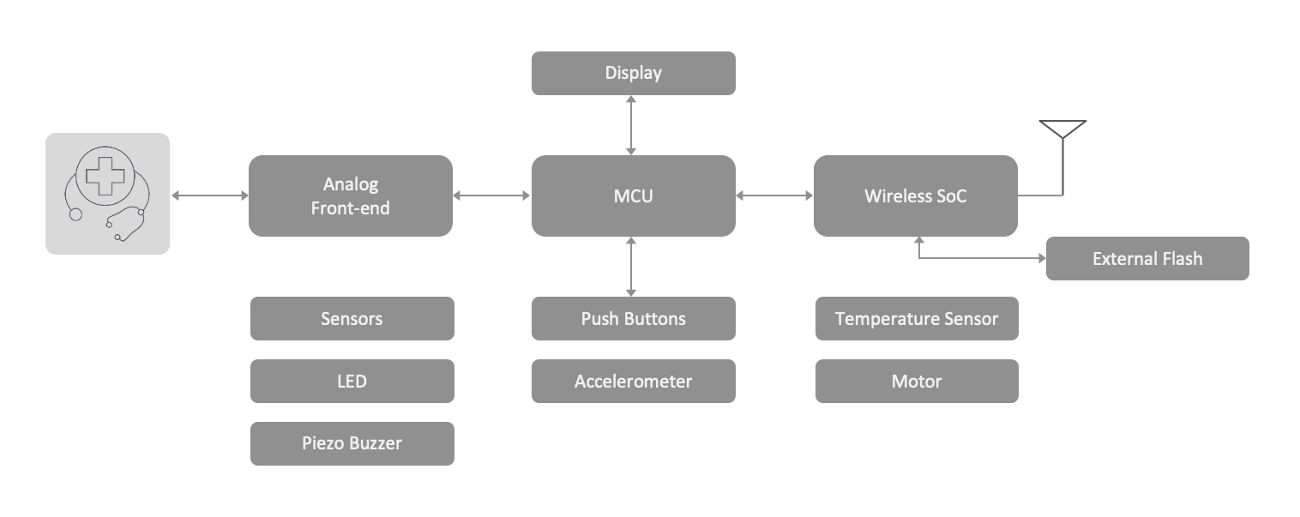 Display
Analog
Front-end
MCU
Wireless SoC
External Flash
Sensors
Push Buttons
Temperature Sensor
LED
Accelerometer
Motor
Piezo Buzzer